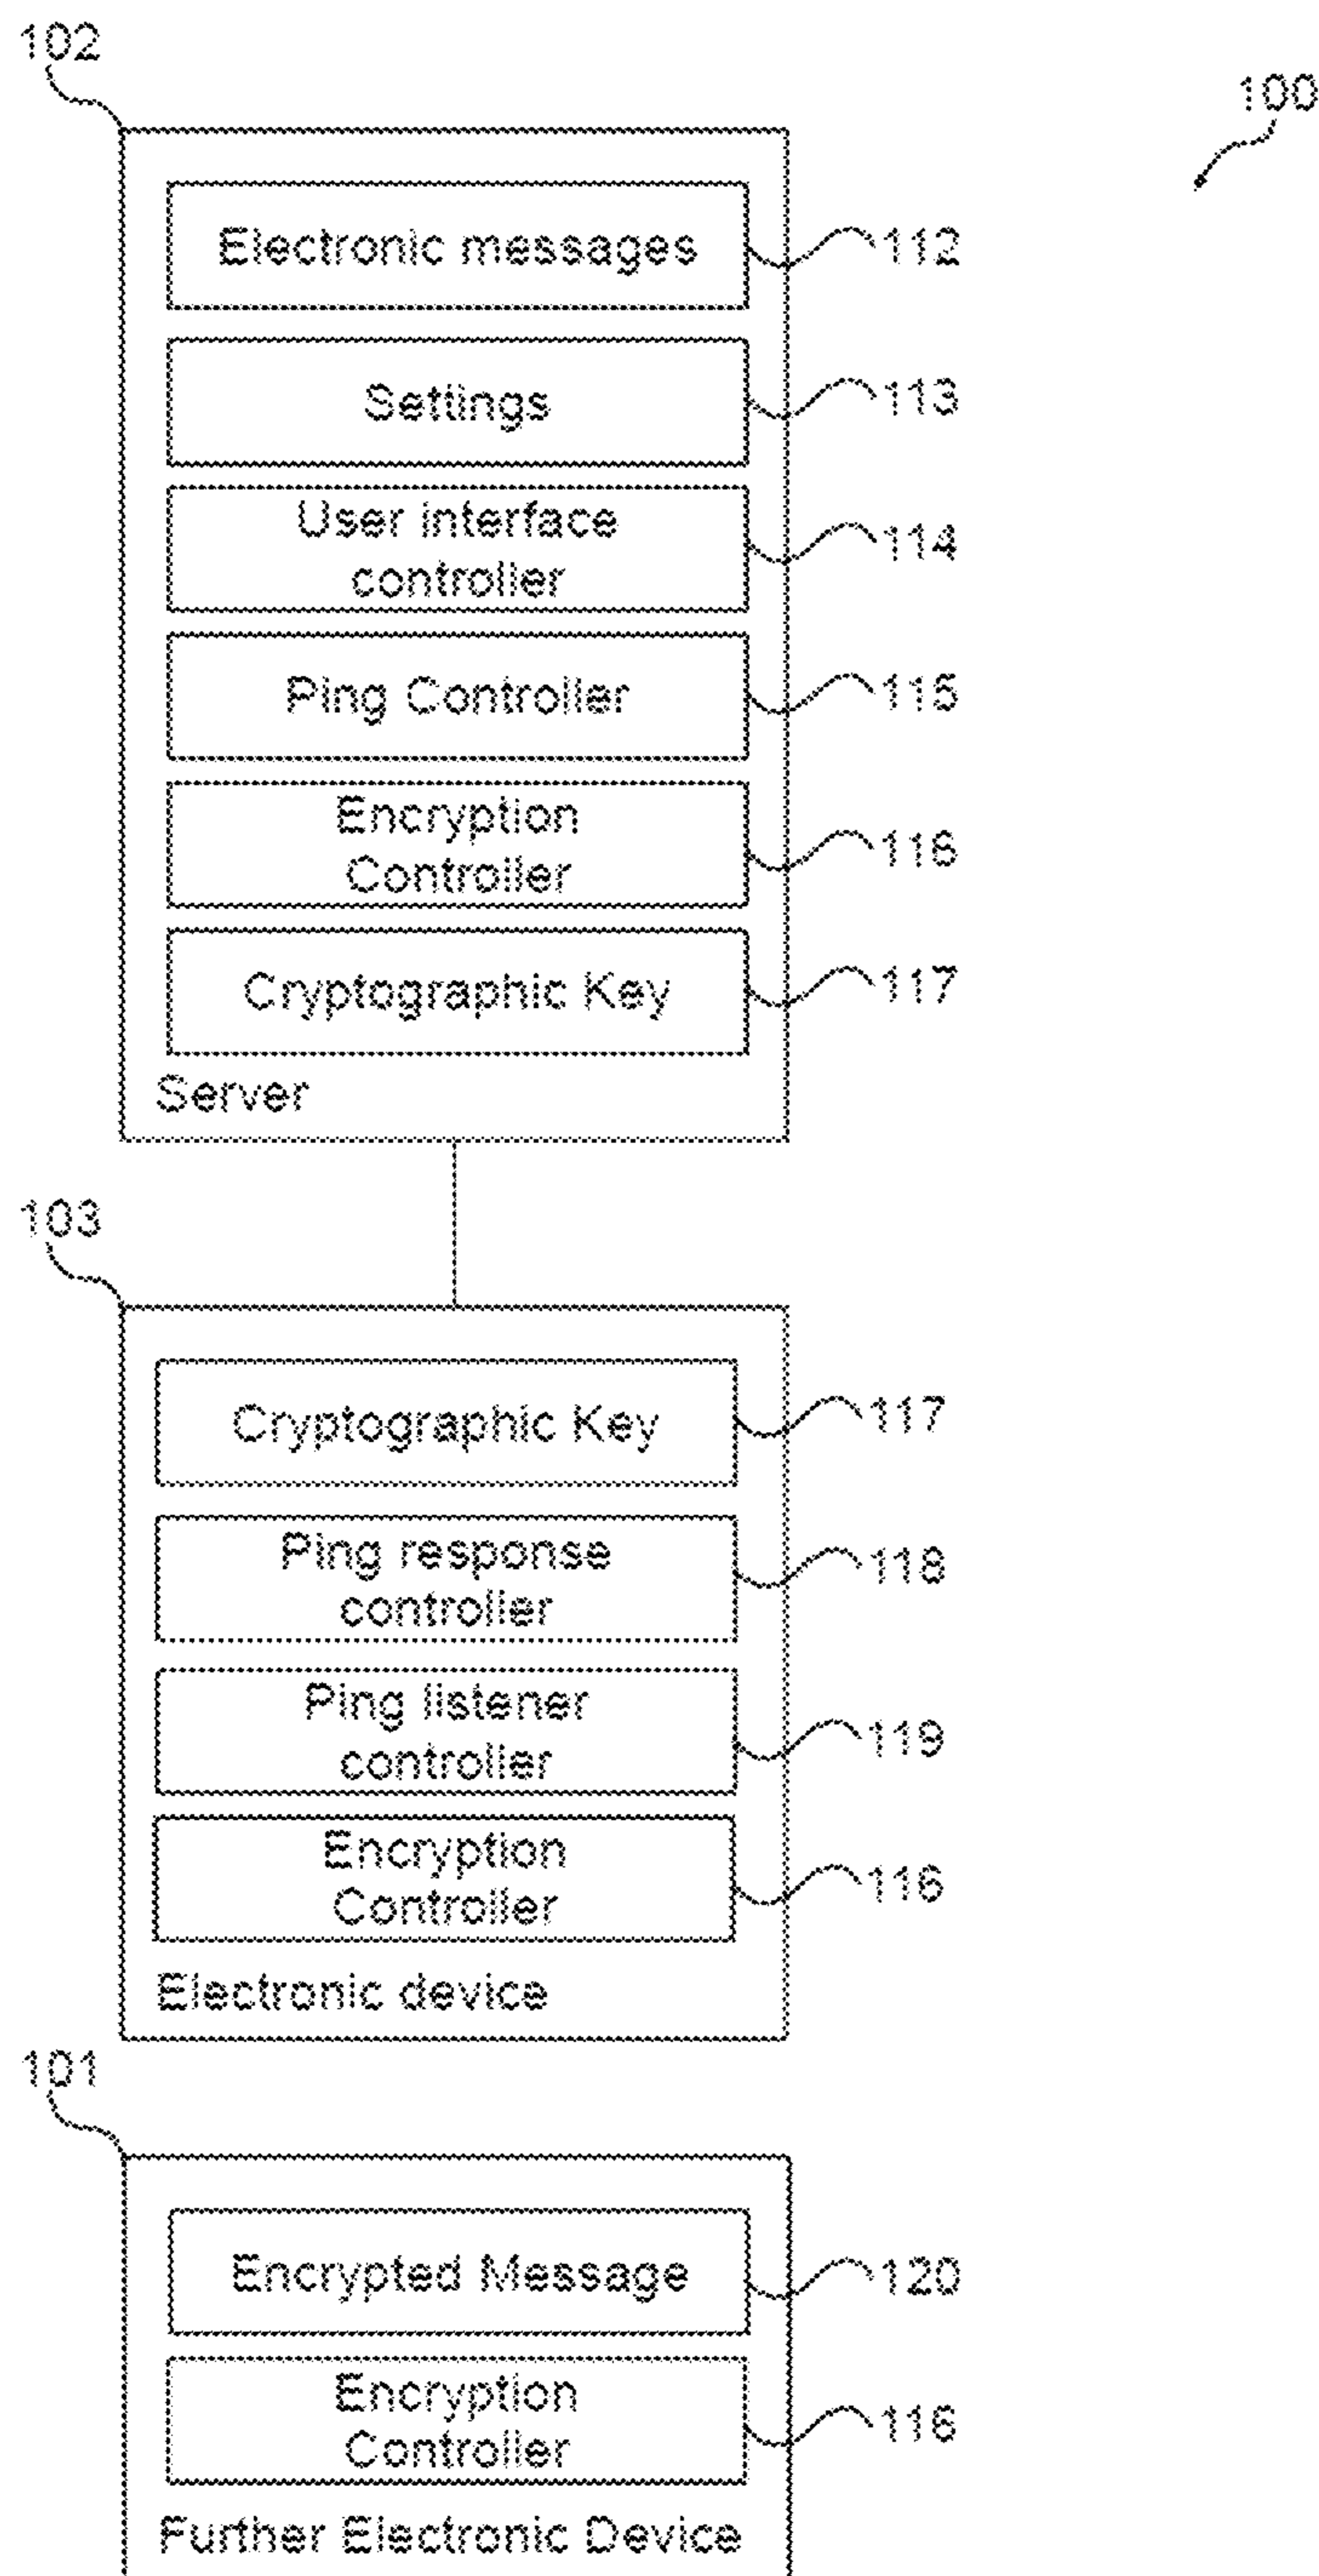 102
100
Electronic messages
112
Settings
113
User interface
controller
114
Ping Controller
115
Encryption
Controller
116
Cryptographic Key
117
Server
103
Cryptographic Key
117
Ping response
controller
118
Ping listener
controller
119
Encryption
Controller
116
Electronic device
101
Encrypted Message
120
Encryption
Controller
116
Further Electronic Device